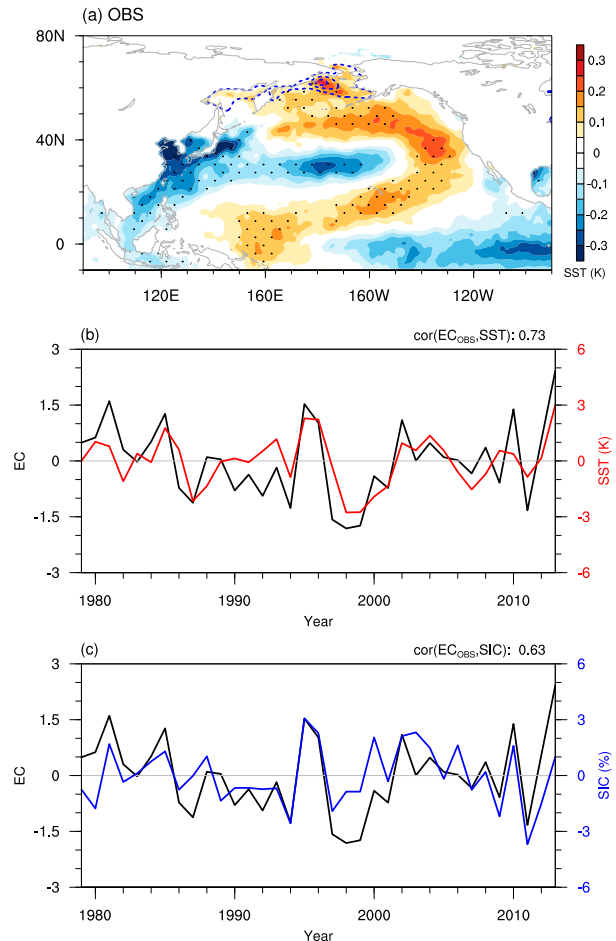 (a) OBS
80N
40N
0
120E
160E
160W
120W
0.3
0.2
0.1
0
-0.1
-0.2
-0.3
SST (K)
(b)
cor(EC_OBS,SST): 0.73
3
1.5
0
-1.5
-3
EC
6
3
0
-3
-6
SST (K)
1980
1990
2000
2010
Year
(c)
cor(EC_OBS,SIC): 0.63
3
1.5
0
-1.5
-3
EC
6
3
0
-3
-6
SIC (%)
1980
1990
2000
2010
Year